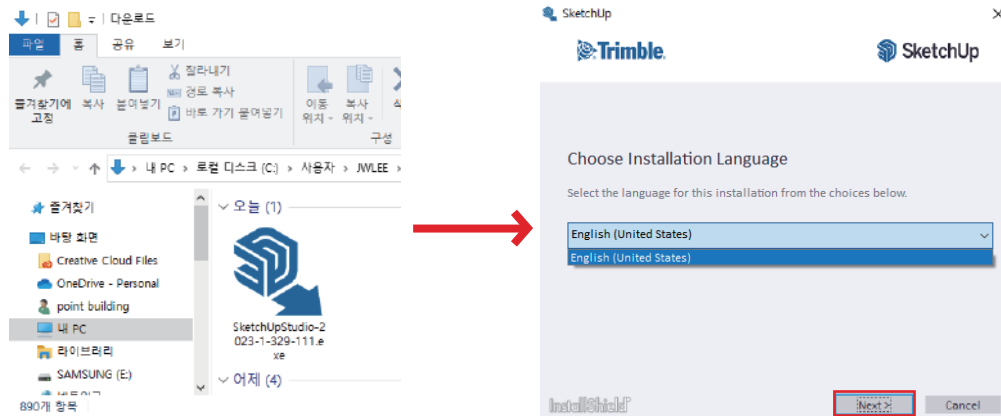 다운로드
파일 홈 공유 보기
즐겨찾기에
고정
복사
붙여넣기
잘라내기
경로 복사
바로 가기 붙여넣기
이동
위치
복사
위치
클립보드
구성
내 PC > 로컬 디스크 (C:) > 사용자 > JWLEE >
즐겨찾기
바탕 화면
Creative Cloud Files
OneDrive - Personal
point building
내 PC
라이브러리
SAMSUNG (E:)
890개 항목
오늘 (1)
SketchUpStudio-2
023-1-329-111.e
xe
어제 (4)
SketchUp
Trimble.
SketchUp
Choose Installation Language
Select the language for this installation from the choices below.
English (United States)
English (United States)
InstallShield
Next >
Cancel